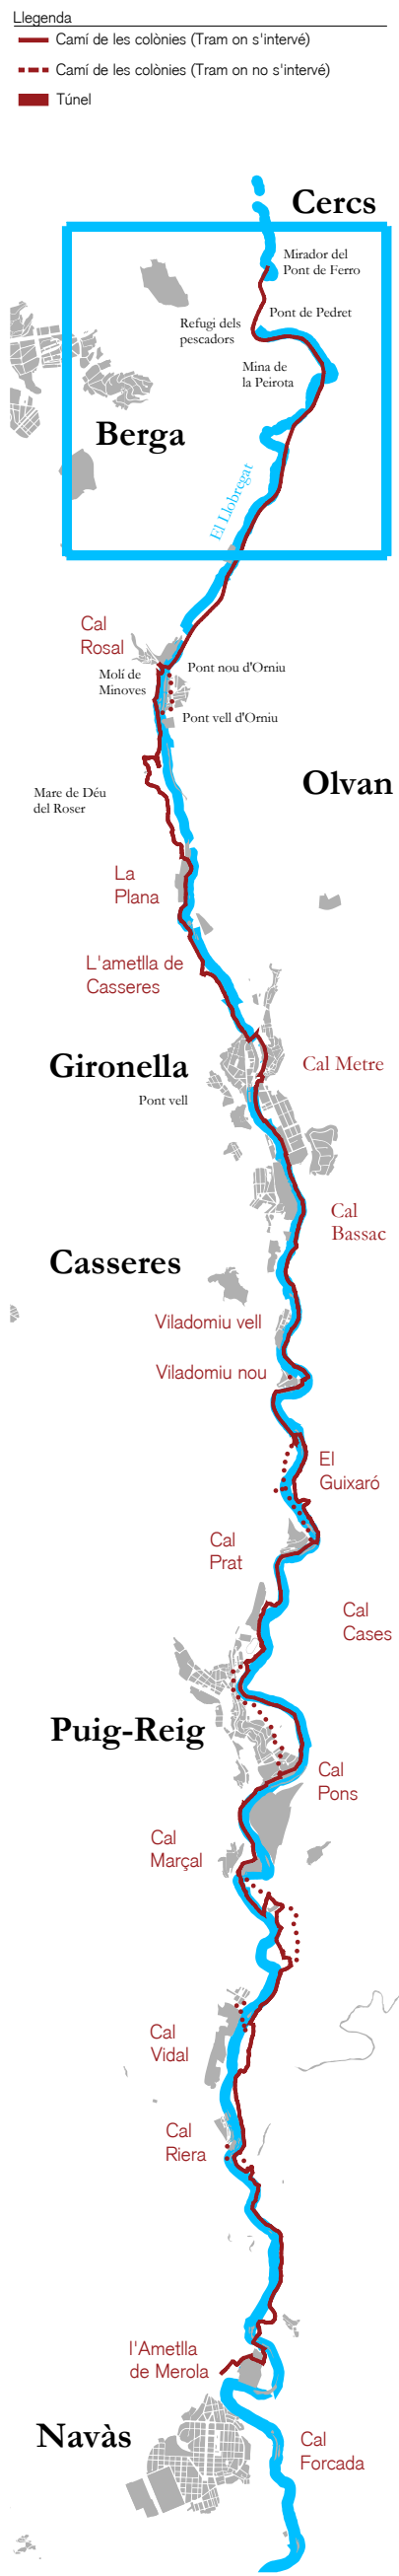 Llegenda
Camí de les colònies (Tram on s'intervé)
Camí de les colònies (Tram on no s'intervé)
Túnel
Cercs
Mirador del
Pont de Ferro
Pont de Pedret
Refugi dels
pescadors
Mina de
la Peirota
Berga
El Llobregat
Cal
Rosal
Pont nou d'Orniu
Molí de
Minoves
Pont vell d'Orniu
Olvan
Mare de Déu
del Roser
La
Plana
L'ametlla de
Casseres
Gironella
Cal Metre
Pont vell
Cal
Bassac
Casseres
Viladomiu vell
Viladomiu nou
El
Guixaró
Cal
Prat
Cal
Cases
Puig-Reig
Cal
Pons
Cal
Marçal
Cal
Vidal
Cal
Riera
l'Ametlla
de Merola
Navàs
Cal
Forcada